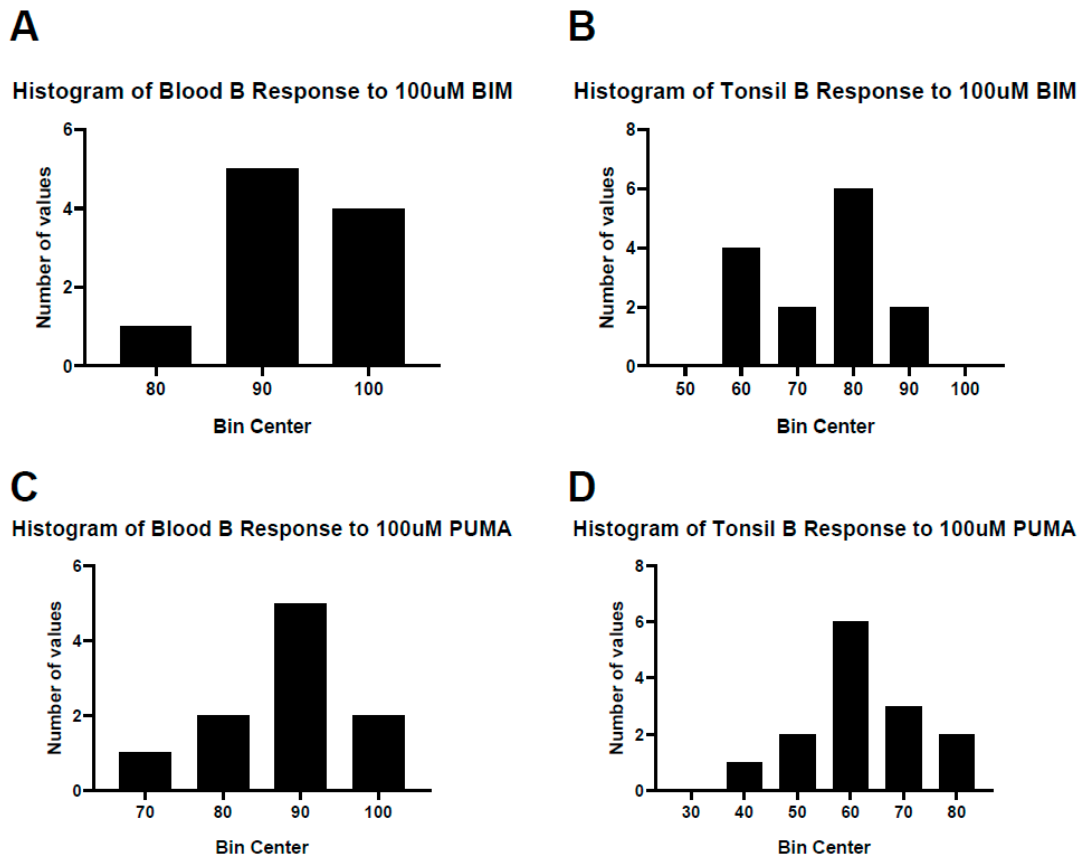 A
Histogram of Blood B Response to 100uM BIM
6
4
2
0
Number of values
80 90 100
Bin Center
B
Histogram of Tonsil B Response to 100uM BIM
8
6
4
2
0
Number of values
50 60 70 80 90 100
Bin Center
C
Histogram of Blood B Response to 100uM PUMA
6
4
2
0
Number of values
70 80 90 100
Bin Center
D
Histogram of Tonsil B Response to 100uM PUMA
8
6
4
2
0
Number of values
30 40 50 60 70 80
Bin Center